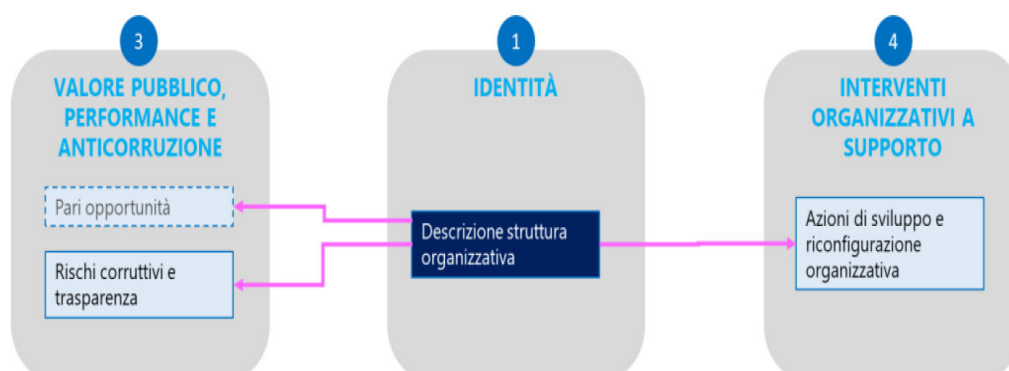 3
VALORE PUBBLICO,
PERFORMANCE E
ANTICORRUZIONE
Pari opportunità
Rischi corruttivi e
trasparenza
1
IDENTITÀ
Descrizione struttura
organizzativa
4
INTERVENTI
ORGANIZZATIVI A
SUPPORTO
Azioni di sviluppo e
riconfigurazione
organizzativa